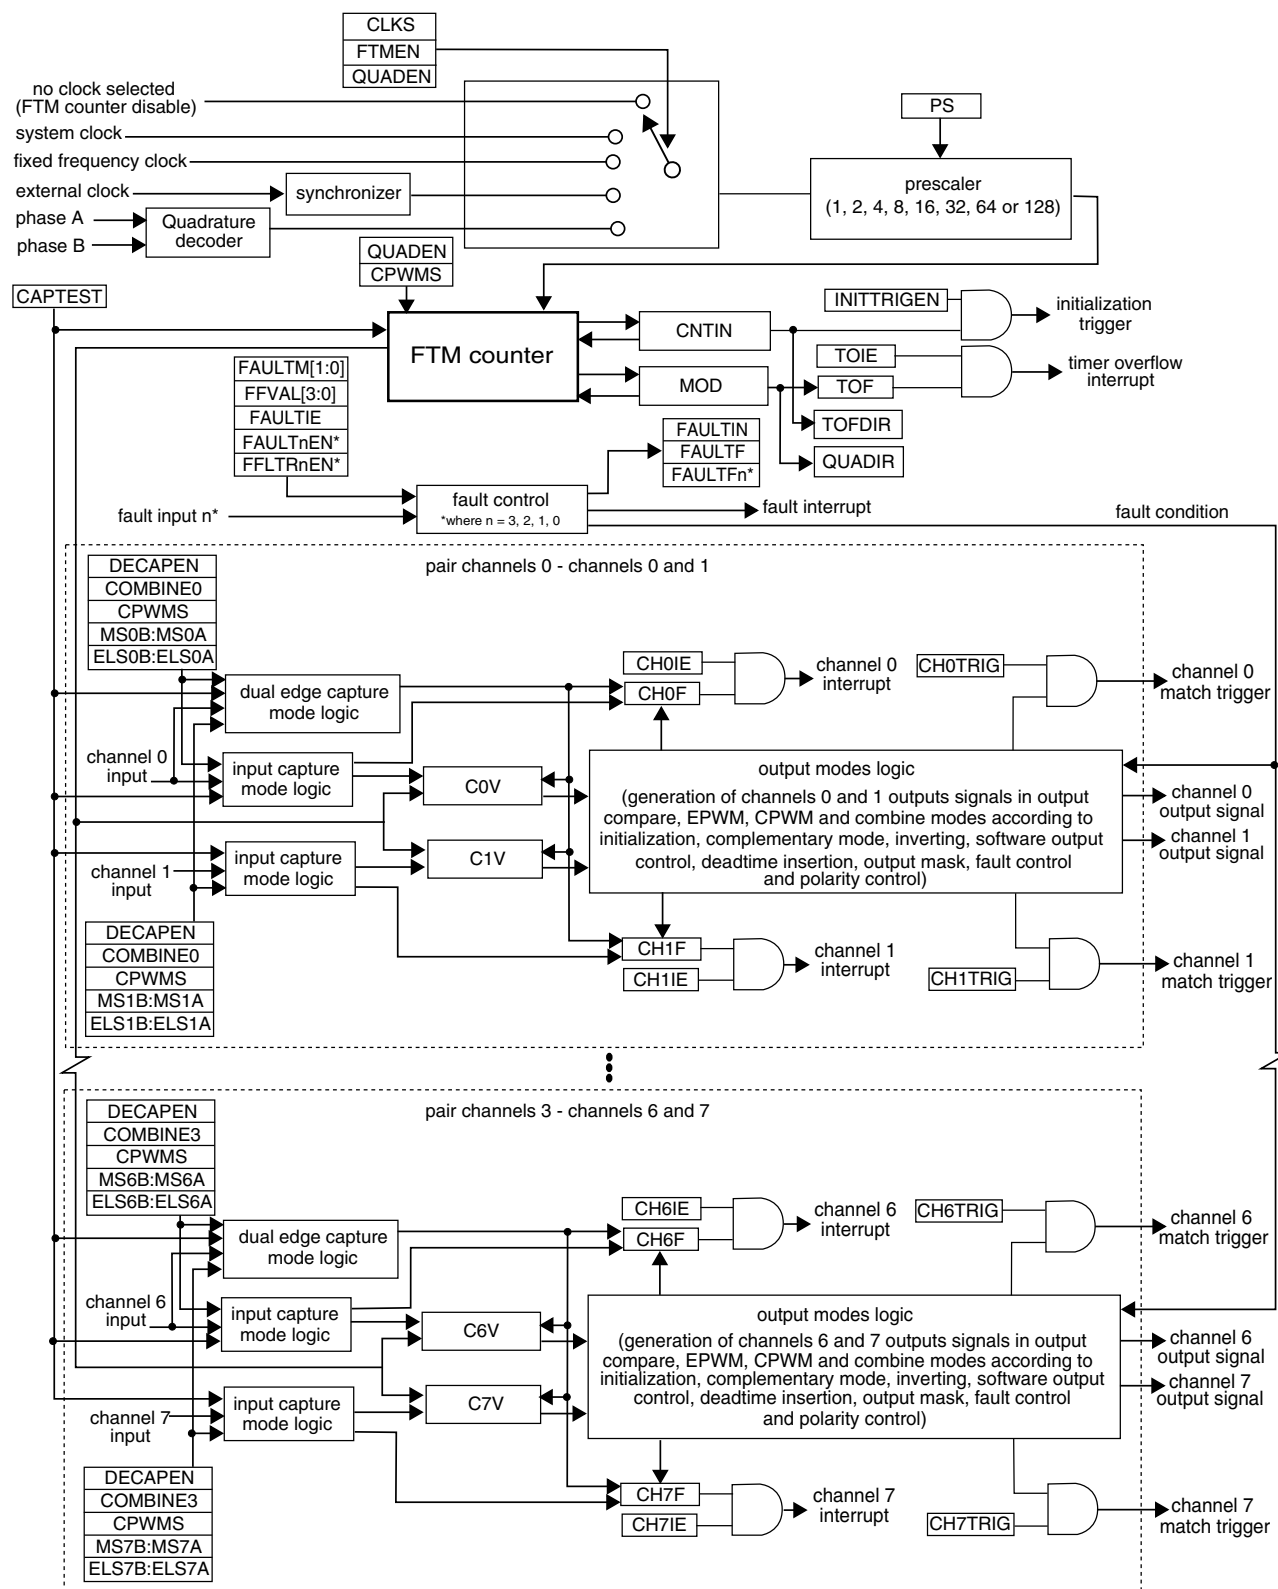 CLKS
FTMEN
QUADEN
no clock selected
(FTM counter disable)
system clock
fixed frequency clock
external clock
synchronizer
phase A
phase B
Quadrature
decoder
PS
prescaler
(1, 2, 4, 8, 16, 32, 64 or 128)
QUADEN
CPWMS
CAPTEST
FTM counter
CNTIN
MOD
INITTRIGEN
initialization
trigger
TOIE
TOF
timer overflow
interrupt
TOFDIR
QUADIR
FAULTM[1:0]
FFVAL[3:0]
FAULTIE
FAULTnEN*
FFLTRnEN*
FAULTIN
FAULTF
FAULTFn*
fault input n*
fault control
*where n = 3, 2, 1, 0
fault interrupt
fault condition
pair channels 0 - channels 0 and 1
DECAPEN
COMBINE0
CPWMS
MS0B:MS0A
ELS0B:ELS0A
dual edge capture
mode logic
channel 0
input
input capture
mode logic
C0V
channel 1
input
input capture
mode logic
C1V
CH0IE
CH0F
channel 0
interrupt
CH0TRIG
channel 0
match trigger
output modes logic
(generation of channels 0 and 1 outputs signals in output
compare, EPWM, CPWM and combine modes according to
initialization, complementary mode, inverting, software output
control, deadtime insertion, output mask, fault control
and polarity control)
channel 0
output signal
channel 1
output signal
DECAPEN
COMBINE0
CPWMS
MS1B:MS1A
ELS1B:ELS1A
CH1F
CH1IE
channel 1
interrupt
CH1TRIG
channel 1
match trigger
pair channels 3 - channels 6 and 7
DECAPEN
COMBINE3
CPWMS
MS6B:MS6A
ELS6B:ELS6A
dual edge capture
mode logic
channel 6
input
input capture
mode logic
C6V
channel 7
input
input capture
mode logic
C7V
CH6IE
CH6F
channel 6
interrupt
CH6TRIG
channel 6
match trigger
output modes logic
(generation of channels 6 and 7 outputs signals in output
compare, EPWM, CPWM and combine modes according to
initialization, complementary mode, inverting, software output
control, deadtime insertion, output mask, fault control
and polarity control)
channel 6
output signal
channel 7
output signal
DECAPEN
COMBINE3
CPWMS
MS7B:MS7A
ELS7B:ELS7A
CH7F
CH7IE
channel 7
interrupt
CH7TRIG
channel 7
match trigger